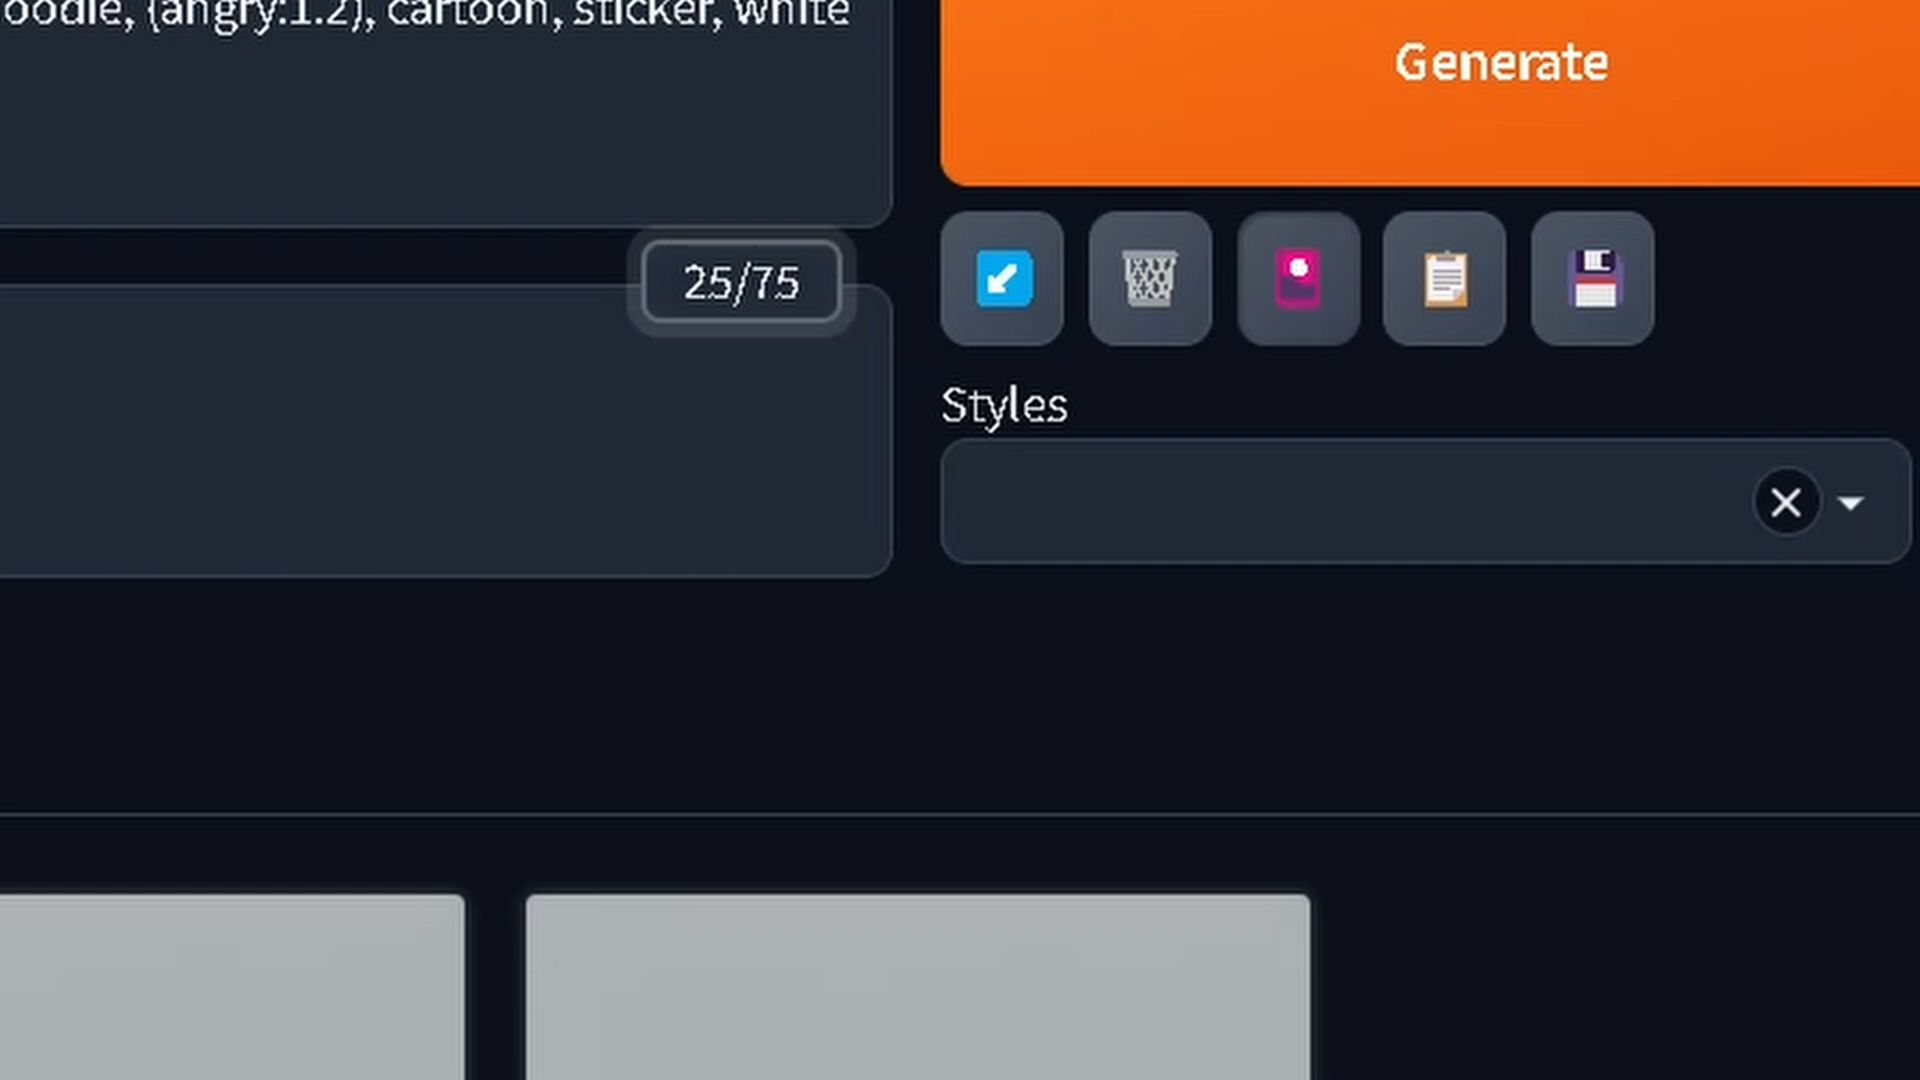 oodle, (angry:1.2), cartoon, sticker, white
Generate
25/75
Styles